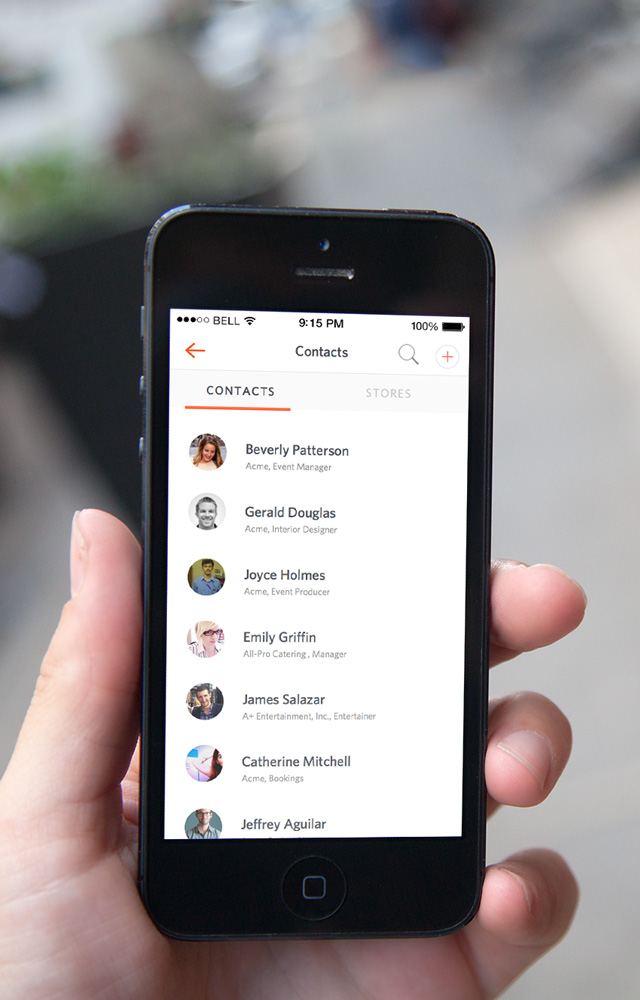 BELL 9:15 PM 100%
Contacts
CONTACTS STORES
Beverly Patterson
Acme, Event Manager
Gerald Douglas
Acme, Interior Designer
Joyce Holmes
Acme, Event Producer
Emily Griffin
All-Pro Catering , Manager
James Salazar
A+ Entertainment, Inc., Entertainer
Catherine Mitchell
Acme, Bookings
Jeffrey Aguilar